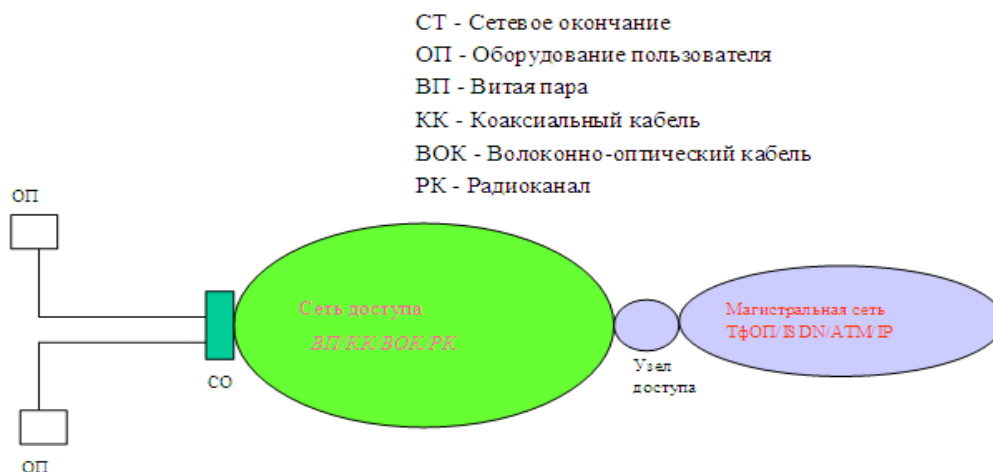 СТ - Сетевое окончание
ОП - Оборудование пользователя
ВП - Витая пара
КК - Коаксиальный кабель
ВОК - Волоконно-оптический кабель
РК - Радиоканал
ОП
Сеть доступа
ВП/КК/ВОК/РК
СО
Узел
доступа
Магистральная сеть
ТфОП/ISDN/ATM/IP
ОП